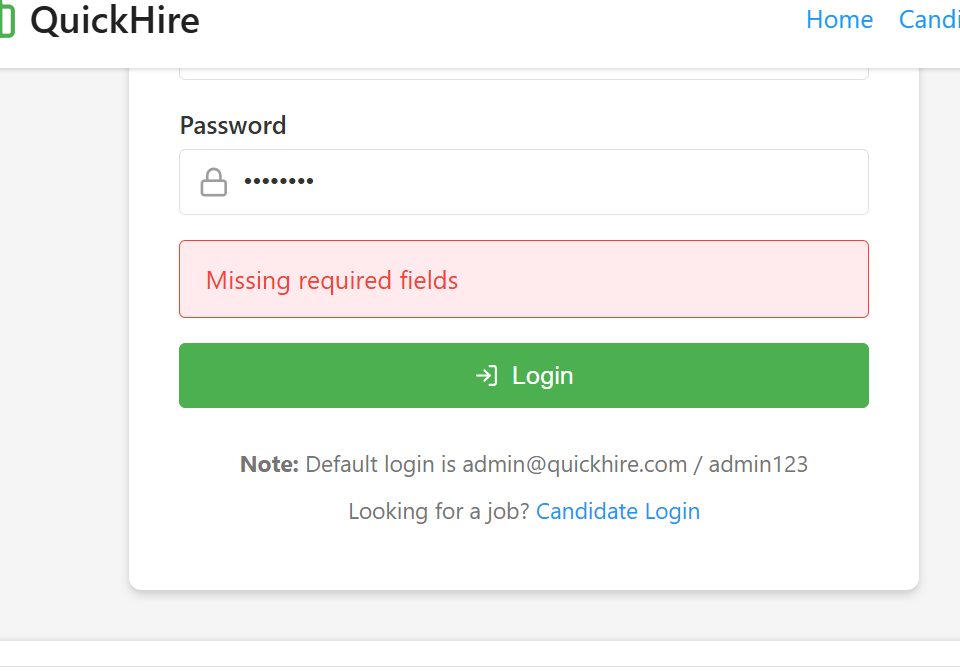 QuickHire
Home Candi
Password
••••••••
Missing required fields
Login
Note: Default login is admin@quickhire.com / admin123
Looking for a job? Candidate Login